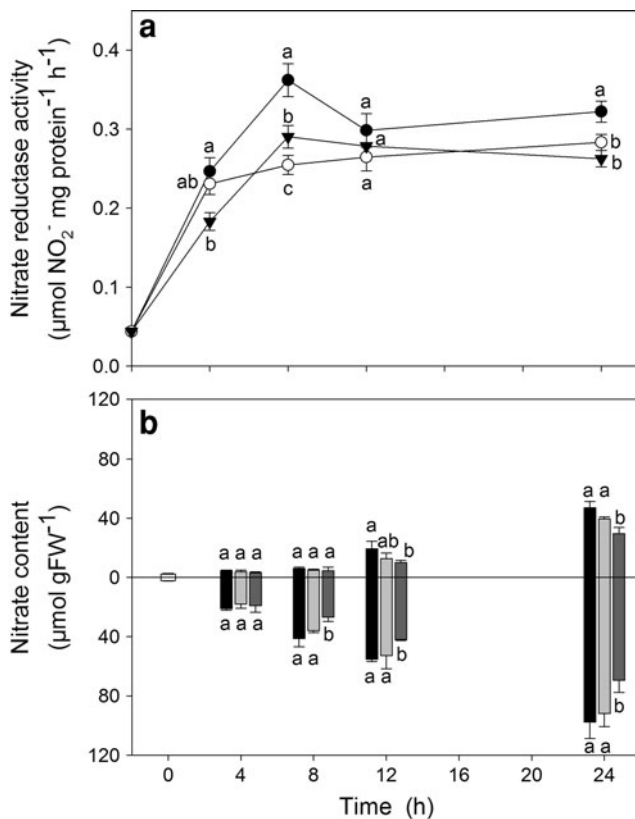 a
Nitrate reductase activity
(µmol NO₂⁻ mg protein⁻¹ h⁻¹)
0.4
0.3
0.2
0.1
0.0
a
a
a
a
ab
b
a
b
b
c
a
b
b
Nitrate content
(µmol gFW⁻¹)
120
80
40
0
40
80
120
b
a a a
a a a
a ab b
a a b
a a a
a a b
a a b
a a b
0 4 8 12 16 20 24
Time (h)